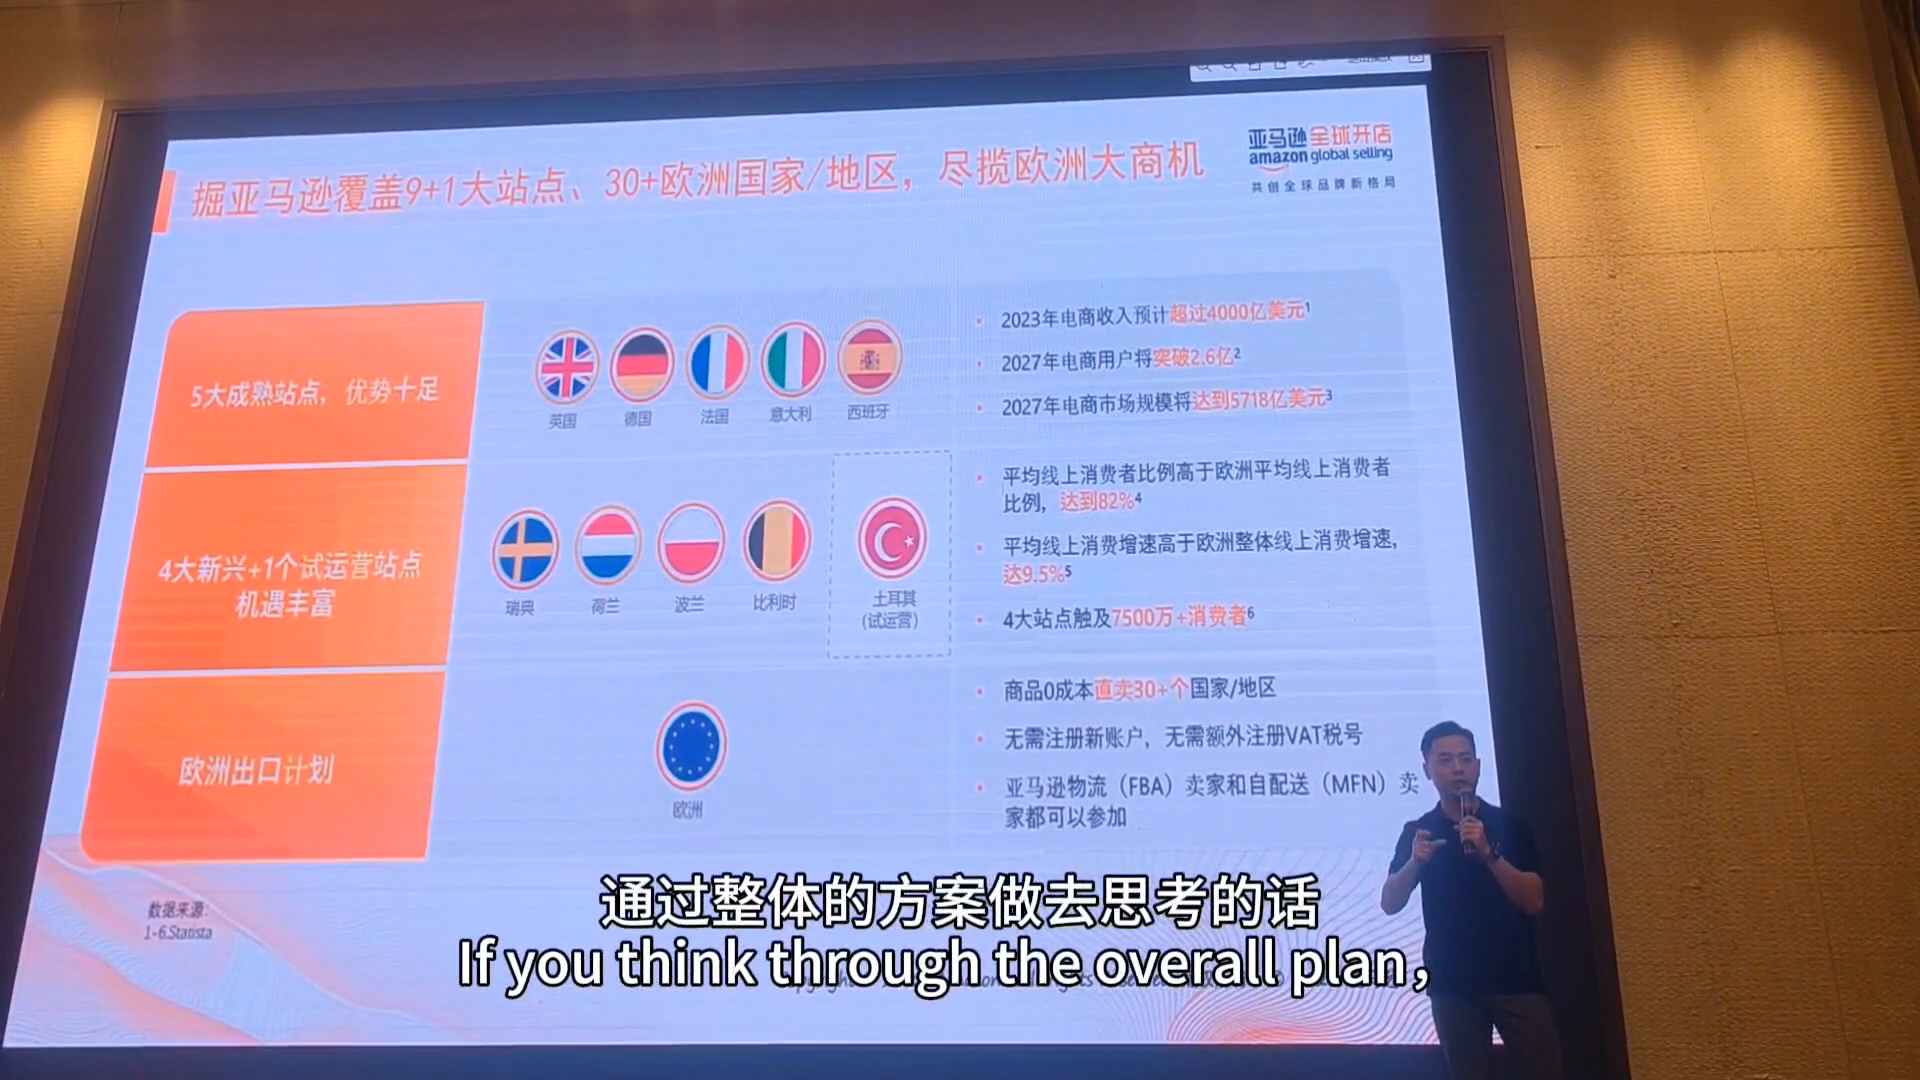 掘亚马逊覆盖9+1大站点、30+欧洲国家/地区，尽揽欧洲大商机
亚马逊 全球开店
amazon global selling
共创全球品牌新格局
5大成熟站点，优势十足
英国
德国
法国
意大利
西班牙
• 2023年电商收入预计超过4000亿美元1
• 2027年电商用户将突破2.6亿2
• 2027年电商市场规模将达到5718亿美元3
4大新兴+1个试运营站点
机遇丰富
瑞典
荷兰
波兰
比利时
土耳其
(试运营)
• 平均线上消费者比例高于欧洲平均线上消费者
比例，达到82%4
• 平均线上消费增速高于欧洲整体线上消费增速，
达9.5%5
• 4大站点触及7500万+消费者6
欧洲出口计划
欧洲
• 商品0成本直卖30+个国家/地区
• 无需注册新账户，无需额外注册VAT税号
• 亚马逊物流（FBA）卖家和自配送（MFN）卖
家都可以参加
数据来源：
1-6.Statista
通过整体的方案做去思考的话
If you think through the overall plan,